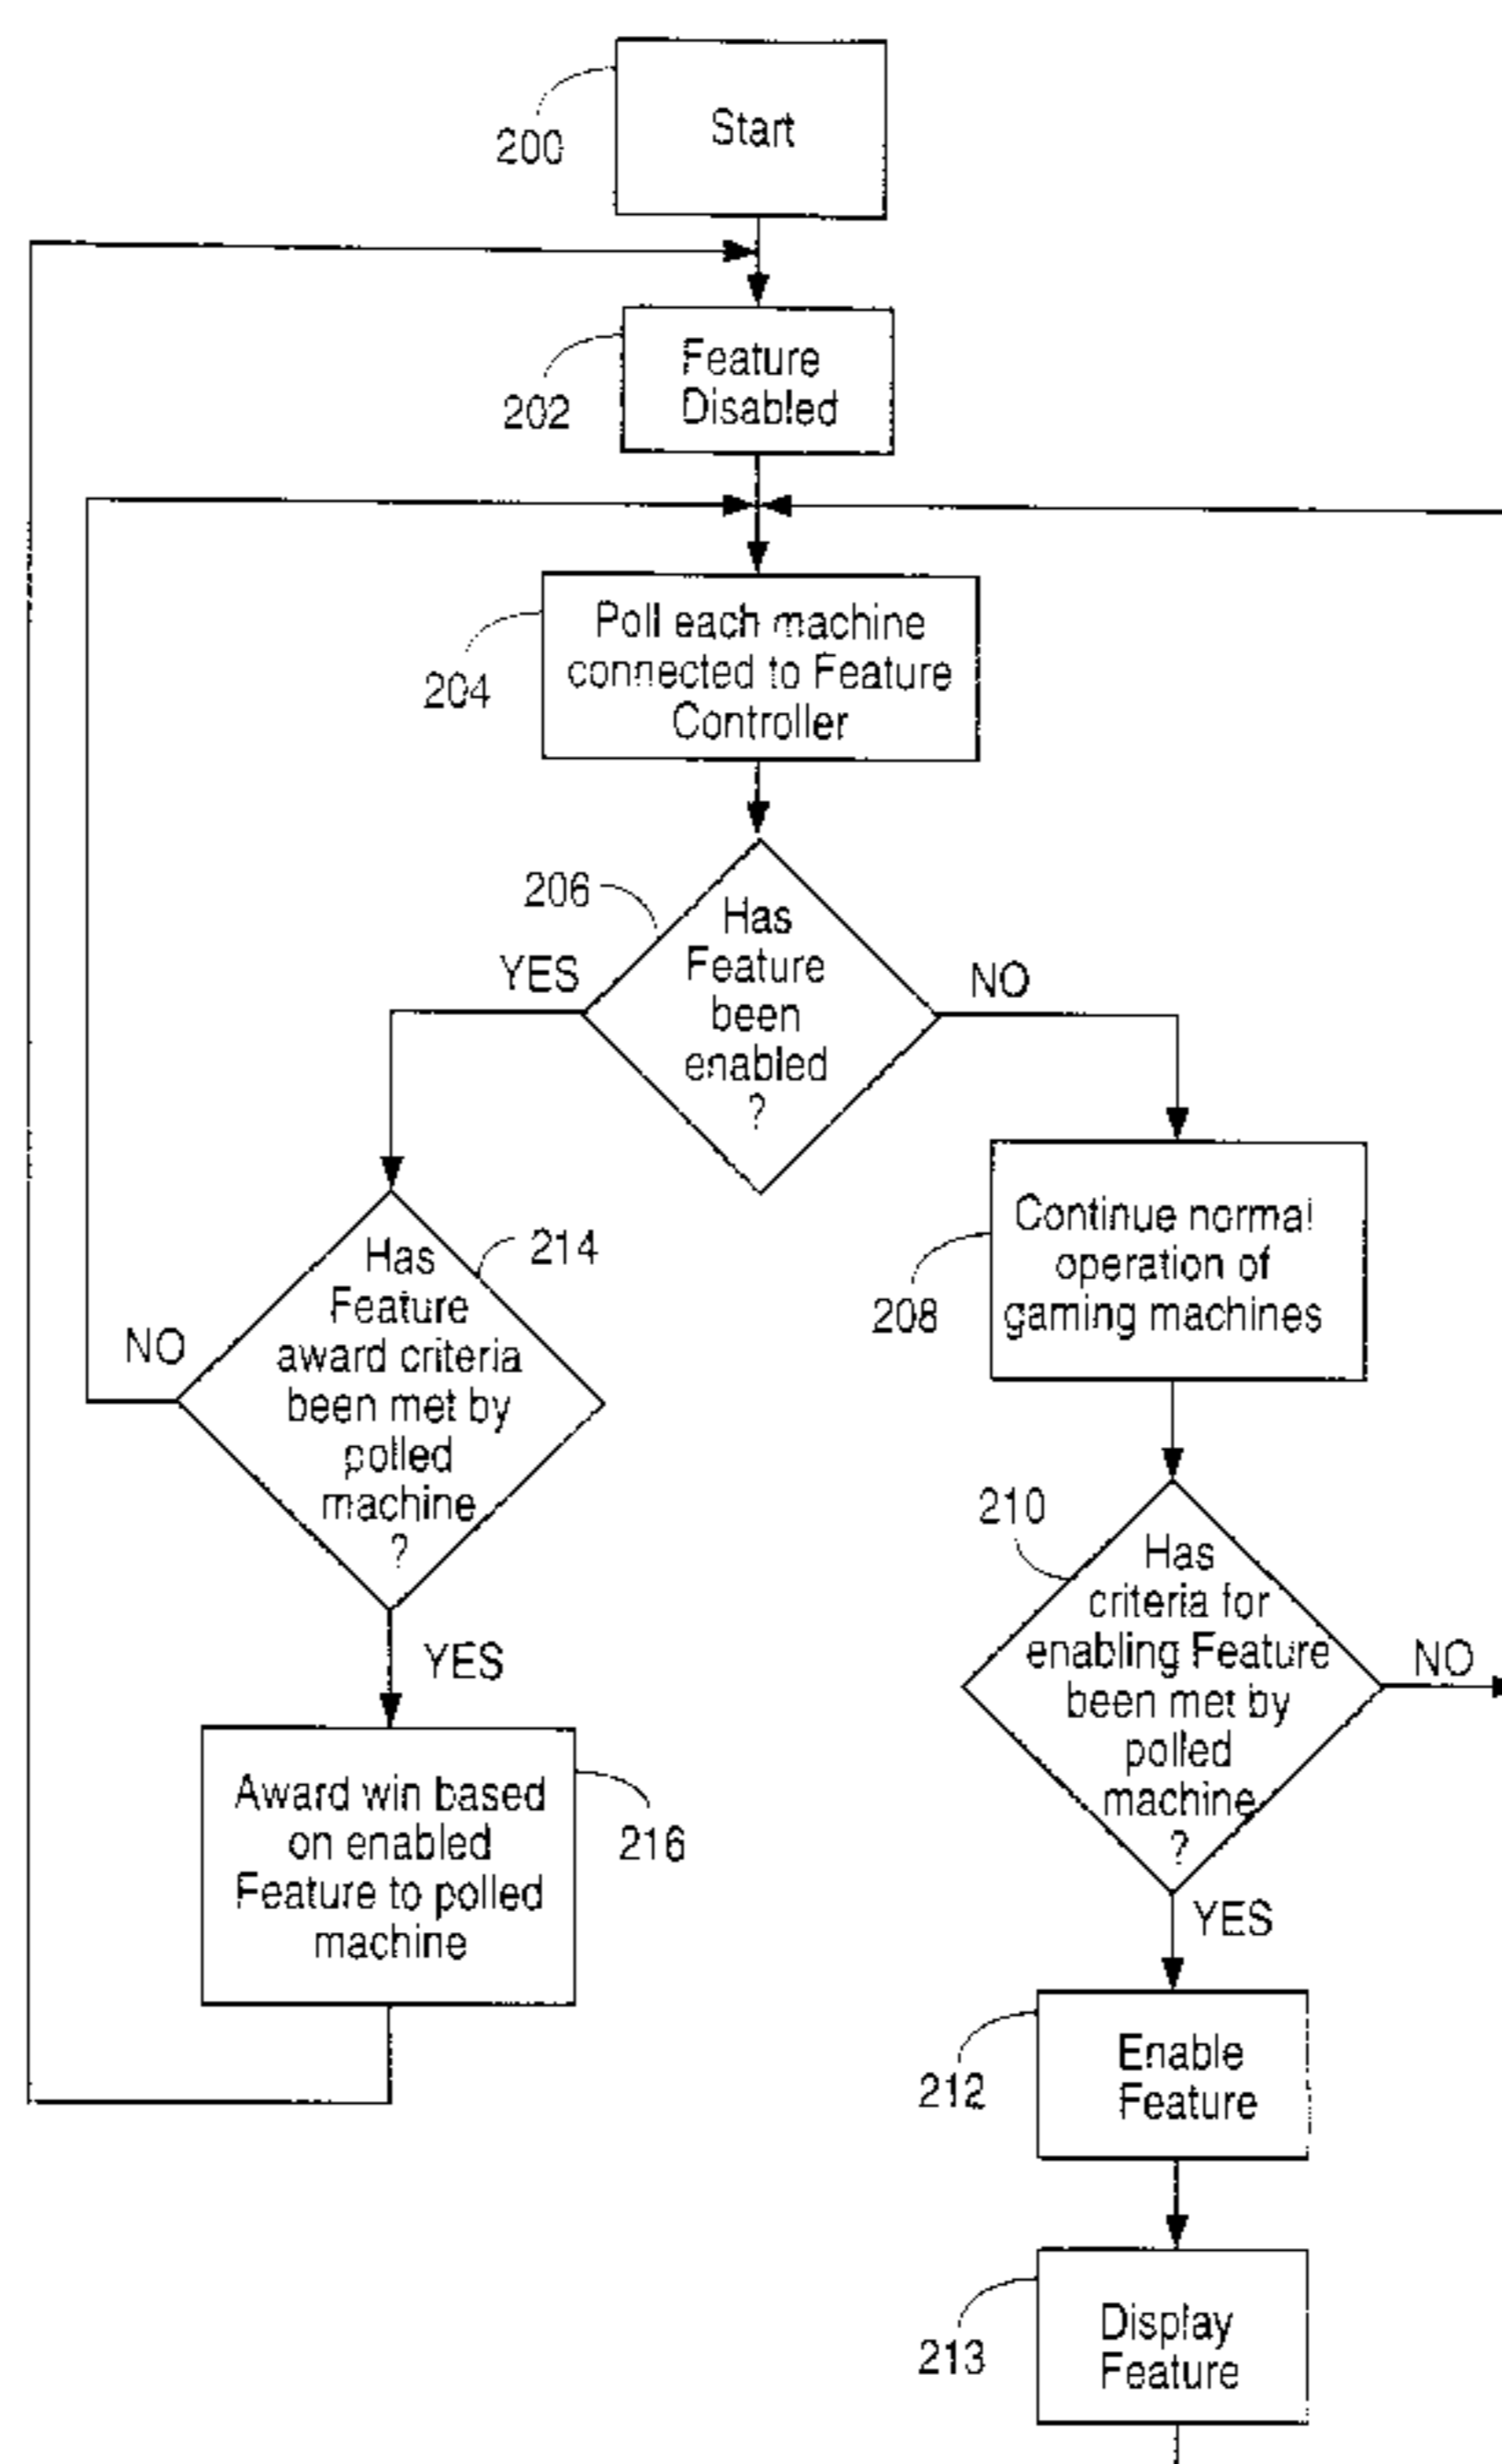 Start
200
Feature
Disabled
202
Poll each machine
connected to Feature
Controller
204
206
Has
Feature
been
enabled
?
YES
NO
Has
Feature
award criteria
been met by
polled
machine
?
214
NO
YES
Continue normal
operation of
gaming machines
208
210
Has
criteria for
enabling Feature
been met by
polled
machine
?
NO
YES
Award win based
on enabled
Feature to polled
machine
216
Enable
Feature
212
Display
Feature
213